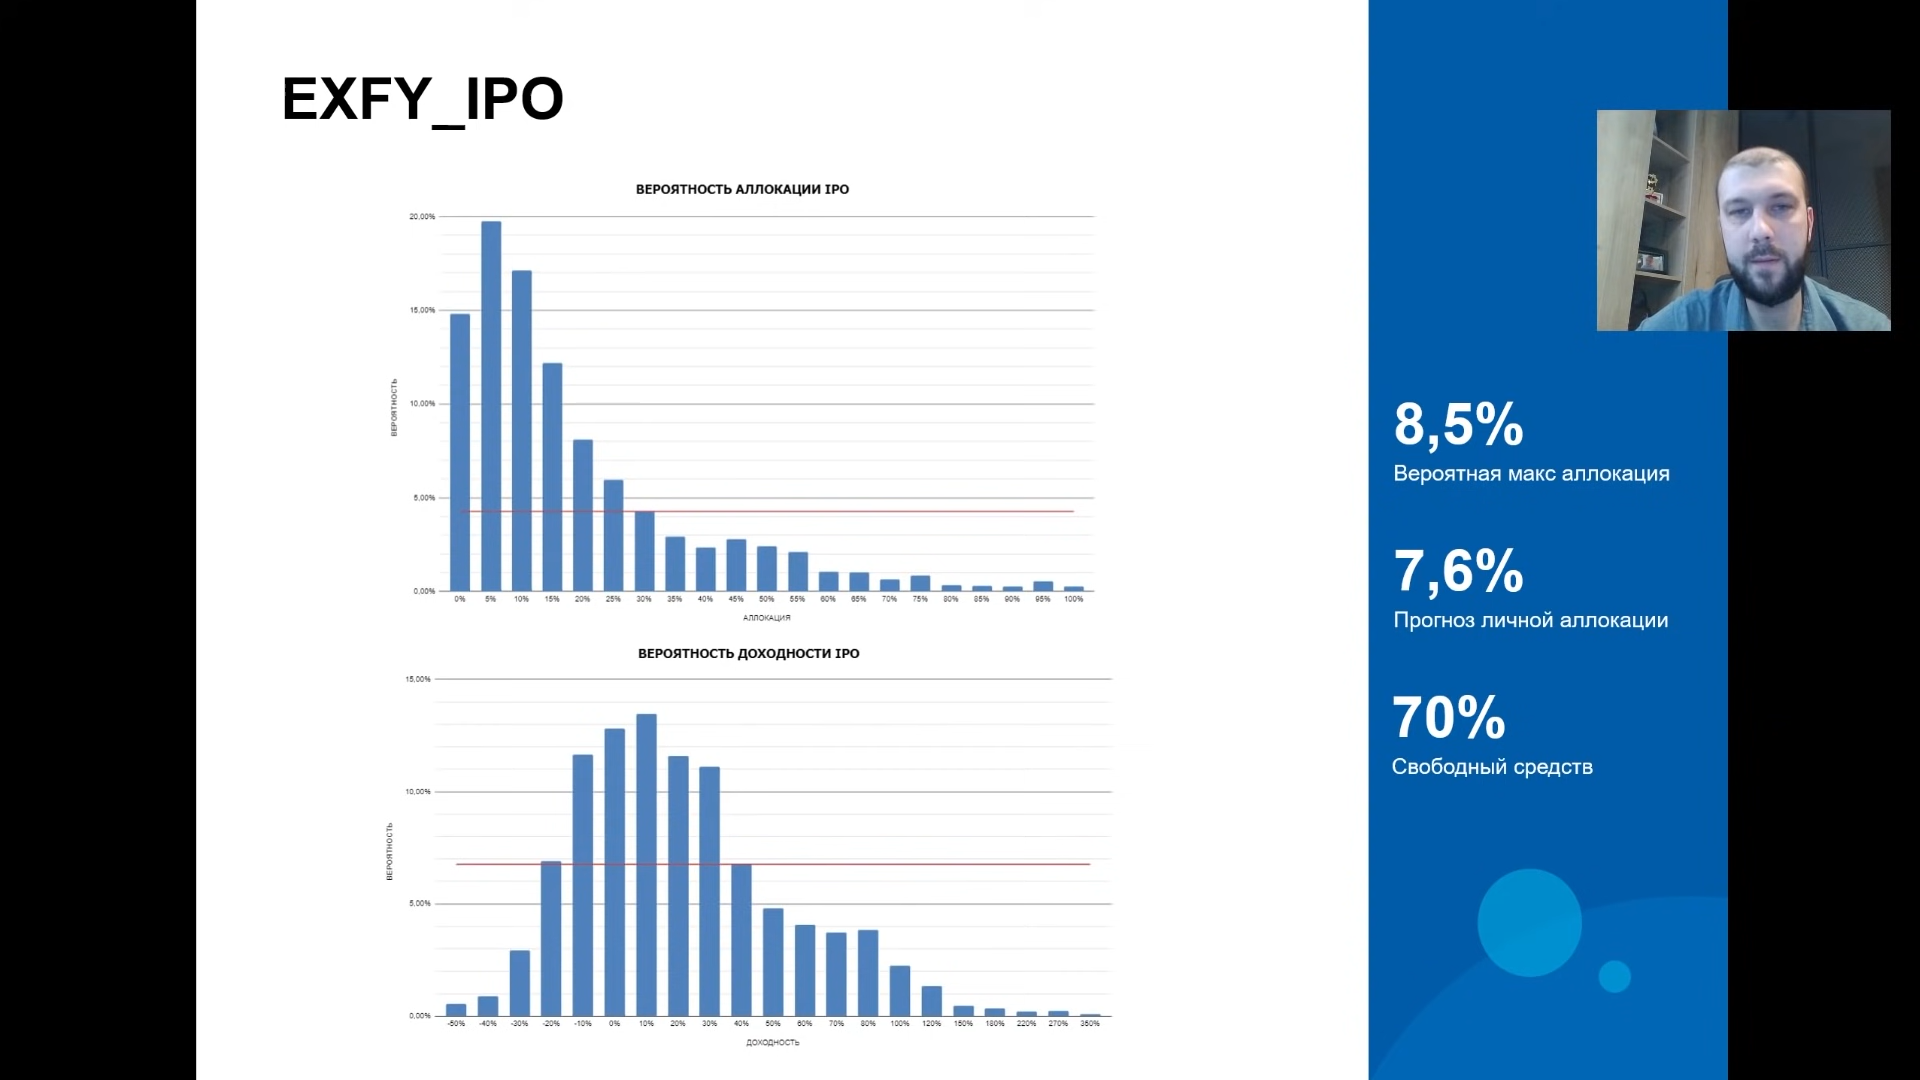 EXFY_IPO
ВЕРОЯТНОСТЬ АЛЛОКАЦИИ IPO
20,00%
15,00%
10,00%
5,00%
0,00%
ВЕРОЯТНОСТЬ
0% 5% 10% 15% 20% 25% 30% 35% 40% 45% 50% 55% 60% 65% 70% 75% 80% 85% 90% 95% 100%
АЛЛОКАЦИЯ
ВЕРОЯТНОСТЬ ДОХОДНОСТИ IPO
15,00%
10,00%
5,00%
0,00%
ВЕРОЯТНОСТЬ
-50% -40% -30% -20% -10% 0% 10% 20% 30% 40% 50% 60% 70% 80% 100% 120% 150% 180% 220% 270% 350%
ДОХОДНОСТЬ
8,5%
Вероятная макс аллокация
7,6%
Прогноз личной аллокации
70%
Свободный средств